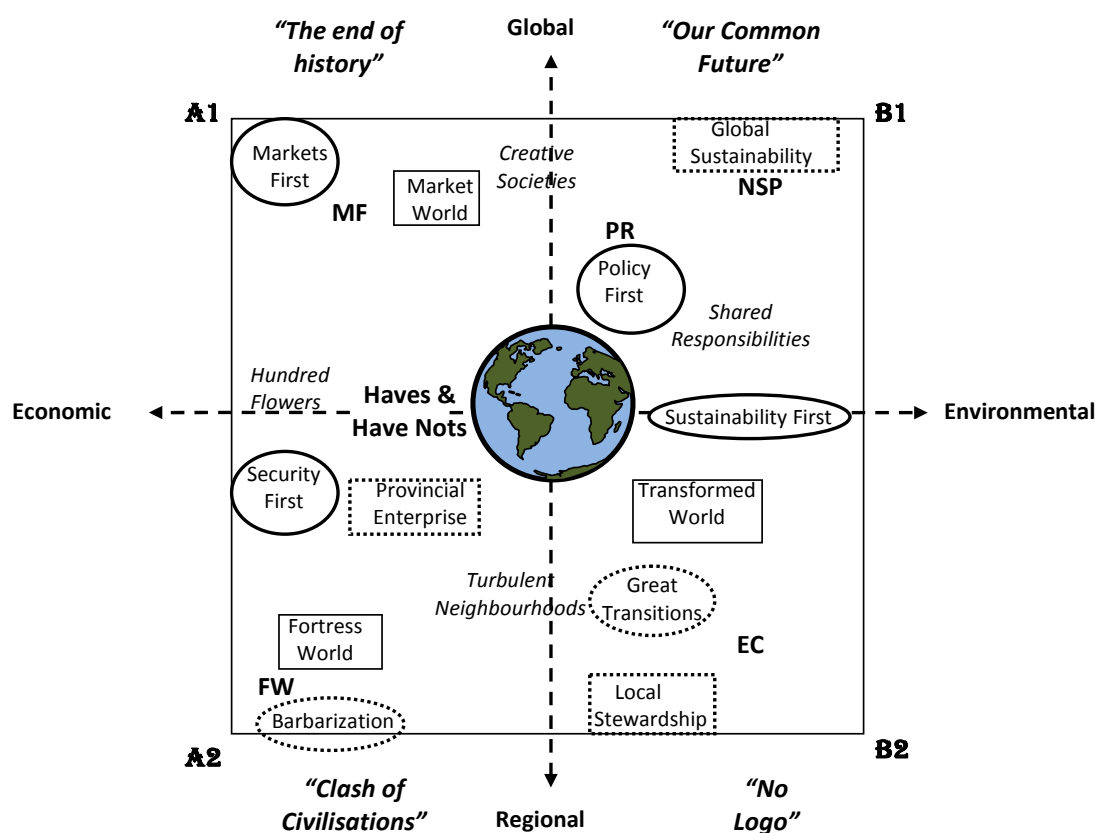 “The end of
history”
Global
“Our Common
Future”
A1
B1
Markets
First
Market
World
MF
Creative
Societies
Global
Sustainability
NSP
PR
Policy
First
Shared
Responsibilities
Hundred
Flowers
Haves &
Have Nots
Economic
Sustainability First
Environmental
Security
First
Provincial
Enterprise
Transformed
World
Turbulent
Neighbourhoods
Great
Transitions
Fortress
World
EC
FW
Barbarization
Local
Stewardship
A2
B2
“Clash of
Civilisations”
Regional
“No
Logo”